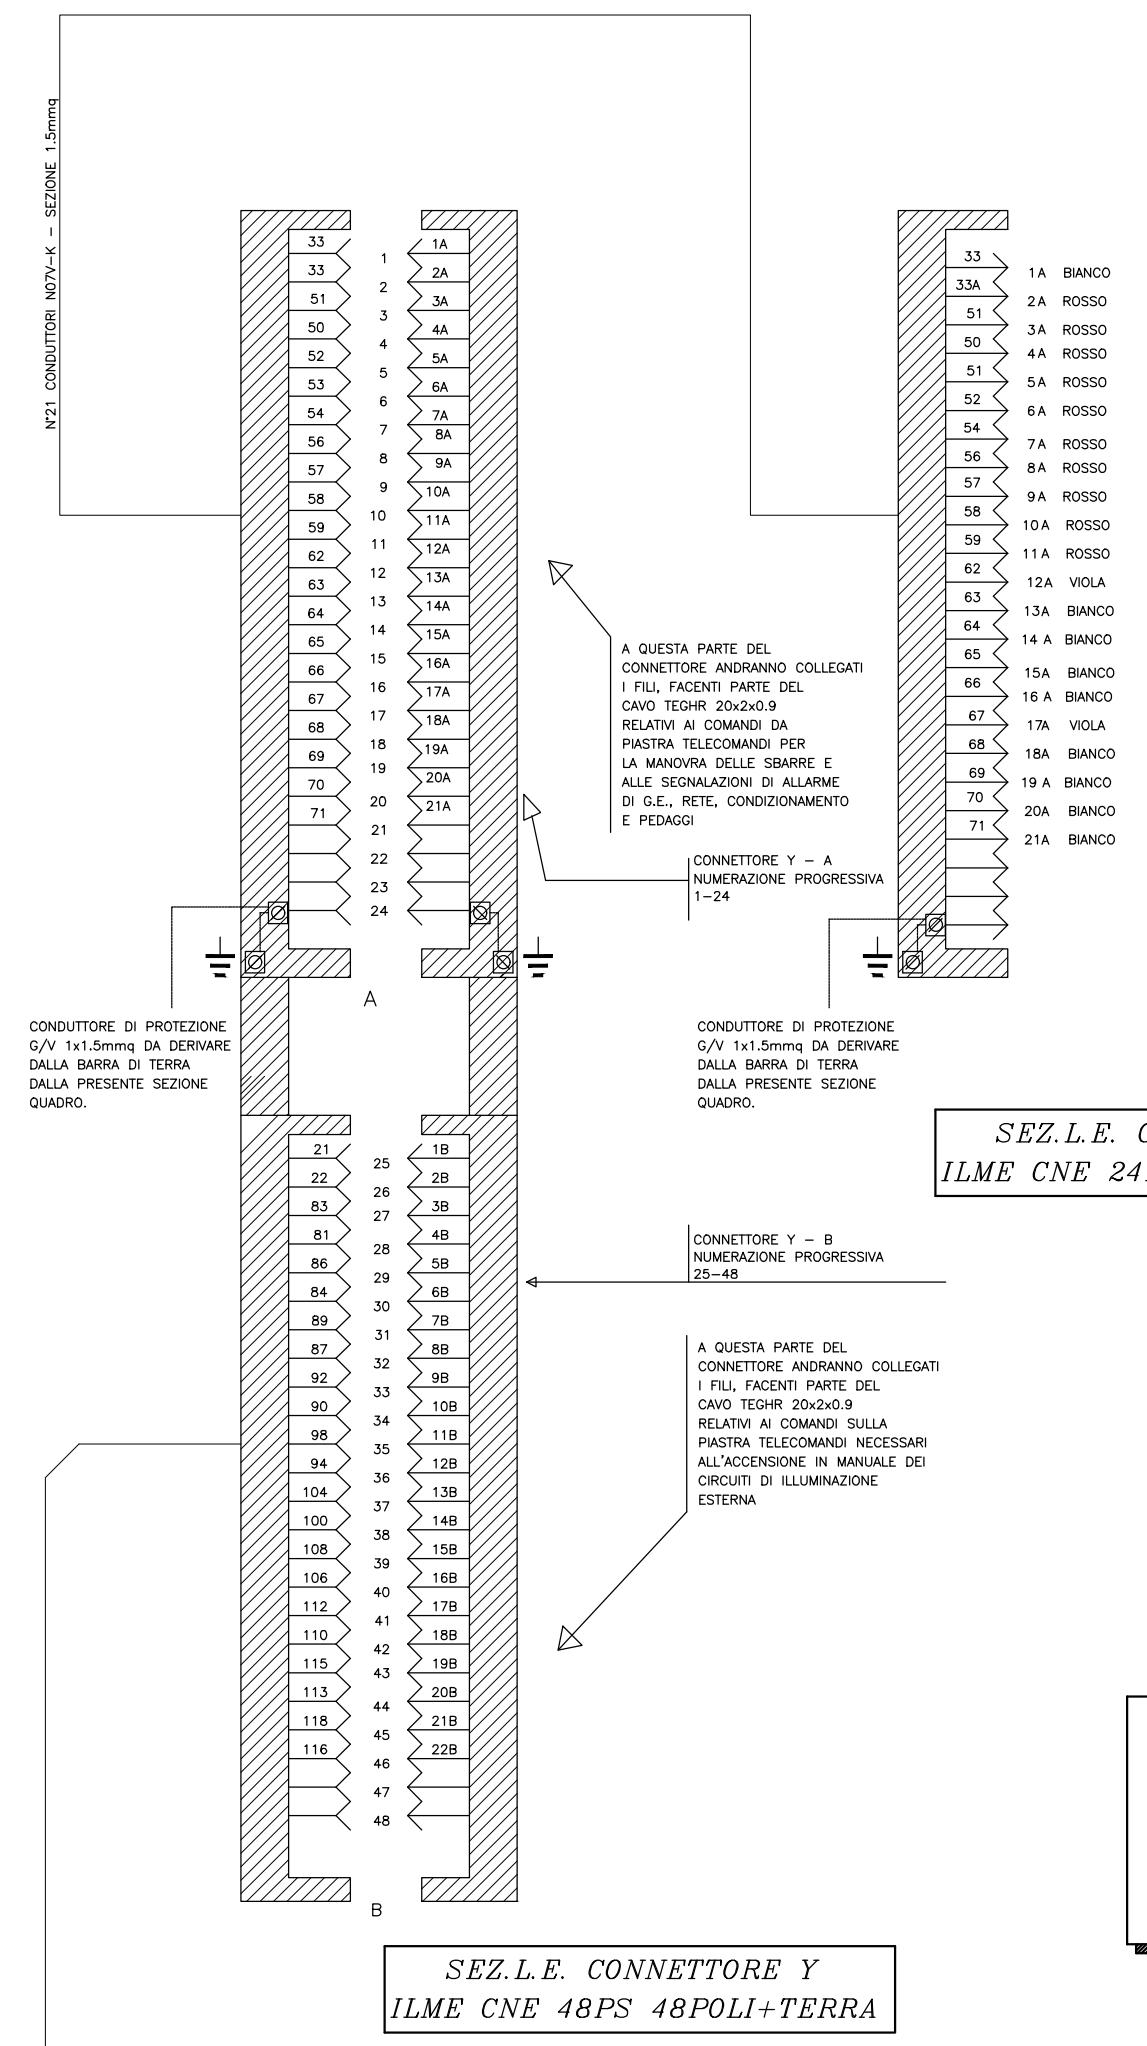 N°21 CONDUTTORI N07V-K - SEZIONE 1.5mmq
33 1 1A
33 2 2A
51 3 3A
50 4 4A
52 5 5A
53 6 6A
54 7 7A
56 8 8A
57 9 9A
58 10 10A
59 11 11A
62 12 12A
63 13 13A
64 14 14A
65 15 15A
66 16 16A
67 17 17A
68 18 18A
69 19 19A
70 20 20A
71 21 21A
22
23
24
A
33 1A BIANCO
33A 2A ROSSO
51 3A ROSSO
50 4A ROSSO
51 5A ROSSO
52 6A ROSSO
54 7A ROSSO
56 8A ROSSO
57 9A ROSSO
58 10A ROSSO
59 11A ROSSO
62 12A VIOLA
63 13A BIANCO
64 14 A BIANCO
65 15A BIANCO
66 16 A BIANCO
67 17A VIOLA
68 18A BIANCO
69 19 A BIANCO
70 20A BIANCO
71 21A BIANCO
A QUESTA PARTE DEL
CONNETTORE ANDRANNO COLLEGATI
I FILI, FACENTI PARTE DEL
CAVO TEGHR 20x2x0.9
RELATIVI AI COMANDI DA
PIASTRA TELECOMANDI PER
LA MANOVRA DELLE SBARRE E
ALLE SEGNALAZIONI DI ALLARME
DI G.E., RETE, CONDIZIONAMENTO
E PEDAGGI
CONNETTORE Y - A
NUMERAZIONE PROGRESSIVA
1-24
CONDUTTORE DI PROTEZIONE
G/V 1x1.5mmq DA DERIVARE
DALLA BARRA DI TERRA
DALLA PRESENTE SEZIONE
QUADRO.
CONDUTTORE DI PROTEZIONE
G/V 1x1.5mmq DA DERIVARE
DALLA BARRA DI TERRA
DALLA PRESENTE SEZIONE
QUADRO.
SEZ.L.E.
ILME CNE 24
21 25 1B
22 26 2B
83 27 3B
81 28 4B
86 29 5B
84 30 6B
89 31 7B
87 32 8B
92 33 9B
90 34 10B
98 35 11B
94 36 12B
104 37 13B
100 38 14B
108 39 15B
106 40 16B
112 41 17B
110 42 18B
115 43 19B
113 44 20B
118 45 21B
116 46 22B
47
48
B
CONNETTORE Y - B
NUMERAZIONE PROGRESSIVA
25-48
A QUESTA PARTE DEL
CONNETTORE ANDRANNO COLLEGATI
I FILI, FACENTI PARTE DEL
CAVO TEGHR 20x2x0.9
RELATIVI AI COMANDI SULLA
PIASTRA TELECOMANDI NECESSARI
ALL'ACCENSIONE IN MANUALE DEI
CIRCUITI DI ILLUMINAZIONE
ESTERNA
SEZ.L.E. CONNETTORE Y
ILME CNE 48PS 48POLI+TERRA